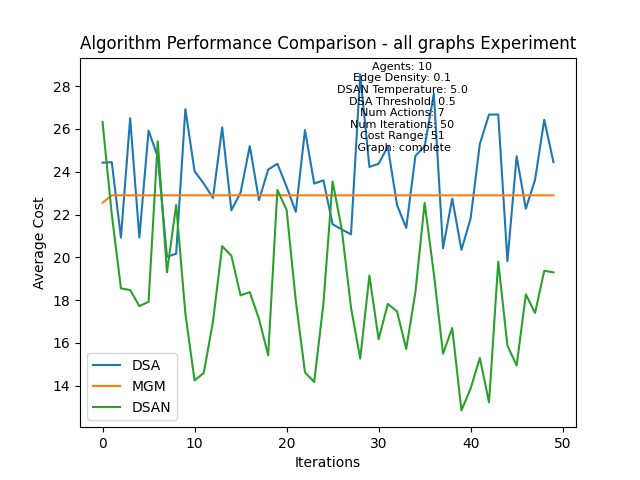 Algorithm Performance Comparison - all graphs Experiment
Agents: 10
Edge Density: 0.1
DSAN Temperature: 5.0
DSA Threshold: 0.5
Num Actions: 7
Num Iterations: 50
Cost Range: 51
Graph: complete
28
26
24
22
20
18
16
14
Average Cost
DSA
MGM
DSAN
0
10
20
30
40
50
Iterations